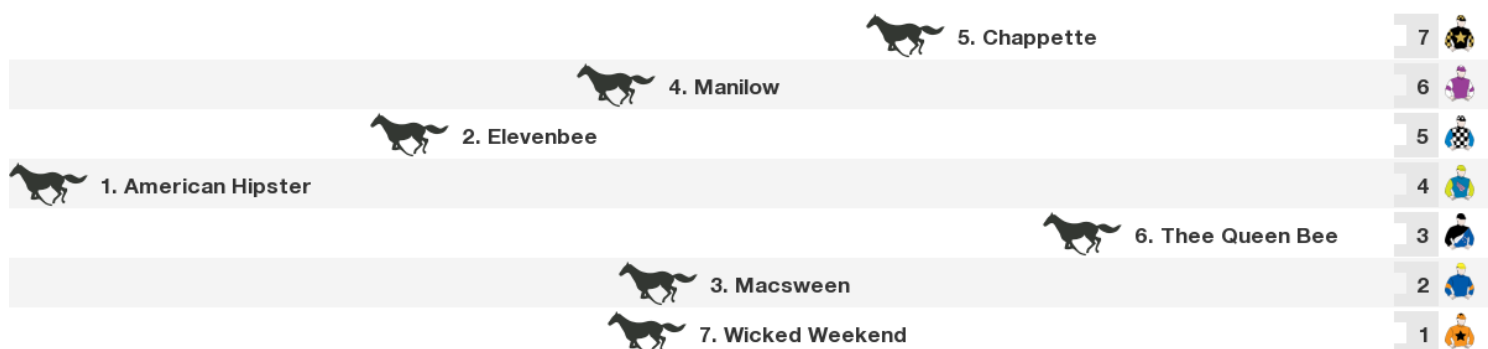 5. Chappette 7
4. Manilow 6
2. Elevenbee 5
1. American Hipster 4
6. Thee Queen Bee 3
3. Macsween 2
7. Wicked Weekend 1